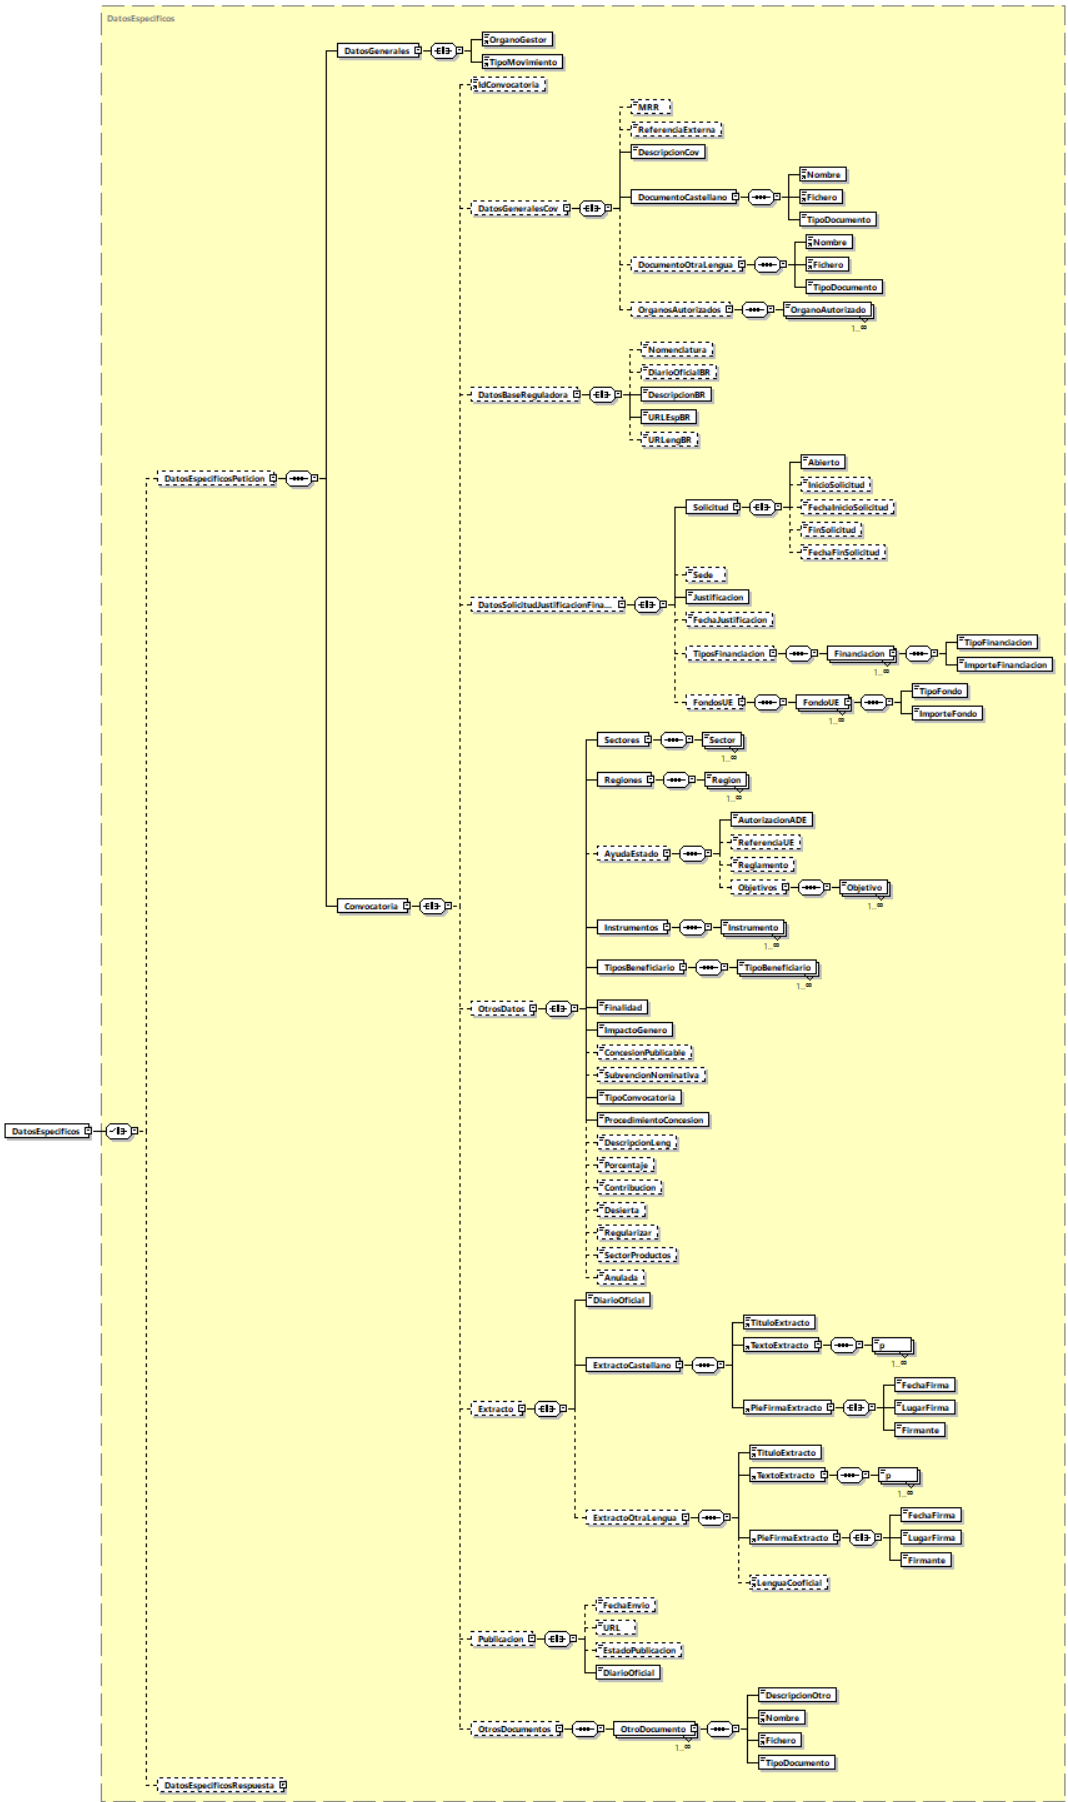 DatosEspecificos
DatosGenerales
OrganoGestor
TipoMovimiento
IdConvocatoria
MRR
ReferenciaExterna
DescripcionCov
DatosGeneralesCov
DocumentoCastellano
Nombre
Fichero
TipoDocumento
DocumentoOtraLengua
Nombre
Fichero
TipoDocumento
OrganosAutorizados
OrganoAutorizado
1..∞
DatosBaseReguladora
Nomenclatura
DiarioOficialBR
DescripcionBR
URLEspBR
URLengBR
DatosEspecificosPeticion
Solicitud
Abierto
InicioSolicitud
FechaInicioSolicitud
FinSolicitud
FechaFinSolicitud
DatosSolicitudJustificacionFina...
Sede
Justificacion
FechaJustificacion
TiposFinanciacion
Financiacion
1..∞
TipoFinanciacion
ImporteFinanciacion
FondosUE
FondoUE
1..∞
TipoFondo
ImporteFondo
Sectores
Sector
1..∞
Regiones
Region
1..∞
AyudaEstado
AutorizacionADE
ReferenciaUE
Reglamento
Objetivos
Objetivo
1..∞
Convocatoria
Instrumentos
Instrumento
1..∞
TiposBeneficiario
TipoBeneficiario
1..∞
OtrosDatos
Finalidad
ImpactoGenero
ConcesionPublicable
SubvencionNominativa
TipoConvocatoria
ProcedimientoConcesion
DatosEspecificos
DescripcionLeng
Porcentaje
Contribucion
Desierta
Regularizar
SectorProductos
Anulada
DiarioOficial
ExtractoCastellano
TituloExtracto
TextoExtracto
p
1..∞
PieFirmaExtracto
FechaFirma
LugarFirma
Firmante
Extracto
ExtractoOtraLengua
TituloExtracto
TextoExtracto
p
1..∞
PieFirmaExtracto
FechaFirma
LugarFirma
Firmante
LenguaCooficial
Publicacion
FechaEnvio
URL
EstadoPublicacion
DiarioOficial
OtrosDocumentos
OtroDocumento
1..∞
DescripcionOtro
Nombre
Fichero
TipoDocumento
DatosEspecificosRespuesta